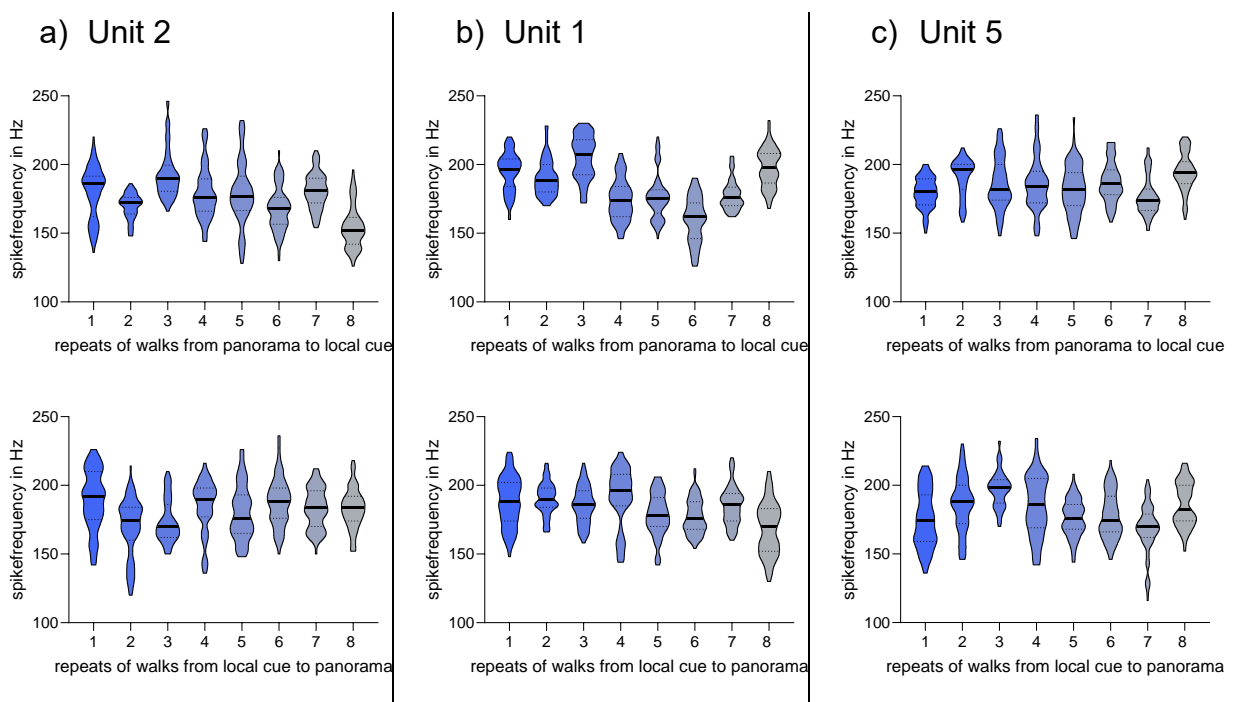 a) Unit 2
250
200
150
100
spikefrequency in Hz
1 2 3 4 5 6 7 8
repeats of walks from panorama to local cue
250
200
150
100
spikefrequency in Hz
1 2 3 4 5 6 7 8
repeats of walks from local cue to panorama
b) Unit 1
250
200
150
100
spikefrequency in Hz
1 2 3 4 5 6 7 8
repeats of walks from panorama to local cue
250
200
150
100
spikefrequency in Hz
1 2 3 4 5 6 7 8
repeats of walks from local cue to panorama
c) Unit 5
250
200
150
100
spikefrequency in Hz
1 2 3 4 5 6 7 8
repeats of walks from panorama to local cue
250
200
150
100
spikefrequency in Hz
1 2 3 4 5 6 7 8
repeats of walks from local cue to panorama